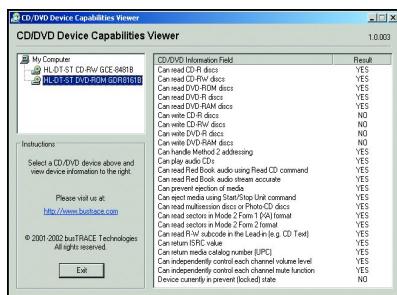 CD/DVD Device Capabilities Viewer
CD/DVD Device Capabilities Viewer
1.0.003
My Computer
HL-DT-ST CD-RW GCE-8481B
HL-DT-ST DVD-ROM GDR8161B
Instructions
Select a CD/DVD device above and
view device information to the right.
Please visit us at:
http://www.bustrace.com
© 2001-2002 busTRACE Technologies
All rights reserved.
Exit
CD/DVD Information Field Result
Can read CD-R discs YES
Can read CD-RW discs YES
Can read DVD-ROM discs YES
Can read DVD-R discs YES
Can read DVD-RAM discs YES
Can write CD-R discs NO
Can write CD-RW discs NO
Can write DVD-R discs NO
Can write DVD-RAM discs NO
Can handle Method 2 addressing YES
Can play audio CDs YES
Can read Red Book audio using Read CD command YES
Can read Red Book audio stream accurate YES
Can prevent ejection of media YES
Can eject media using Start/Stop Unit command YES
Can read multisession discs or Photo-CD discs YES
Can read sectors in Mode 2 Form 1 (XA) format YES
Can read sectors in Mode 2 Form 2 format YES
Can read R-W subcode in the Lead-in (e.g. CD Text) YES
Can return ISRC value YES
Can return media catalog number (UPC) YES
Can independently control each channel volume level YES
Can independently control each channel mute function YES
Device currently in prevent (locked) state NO